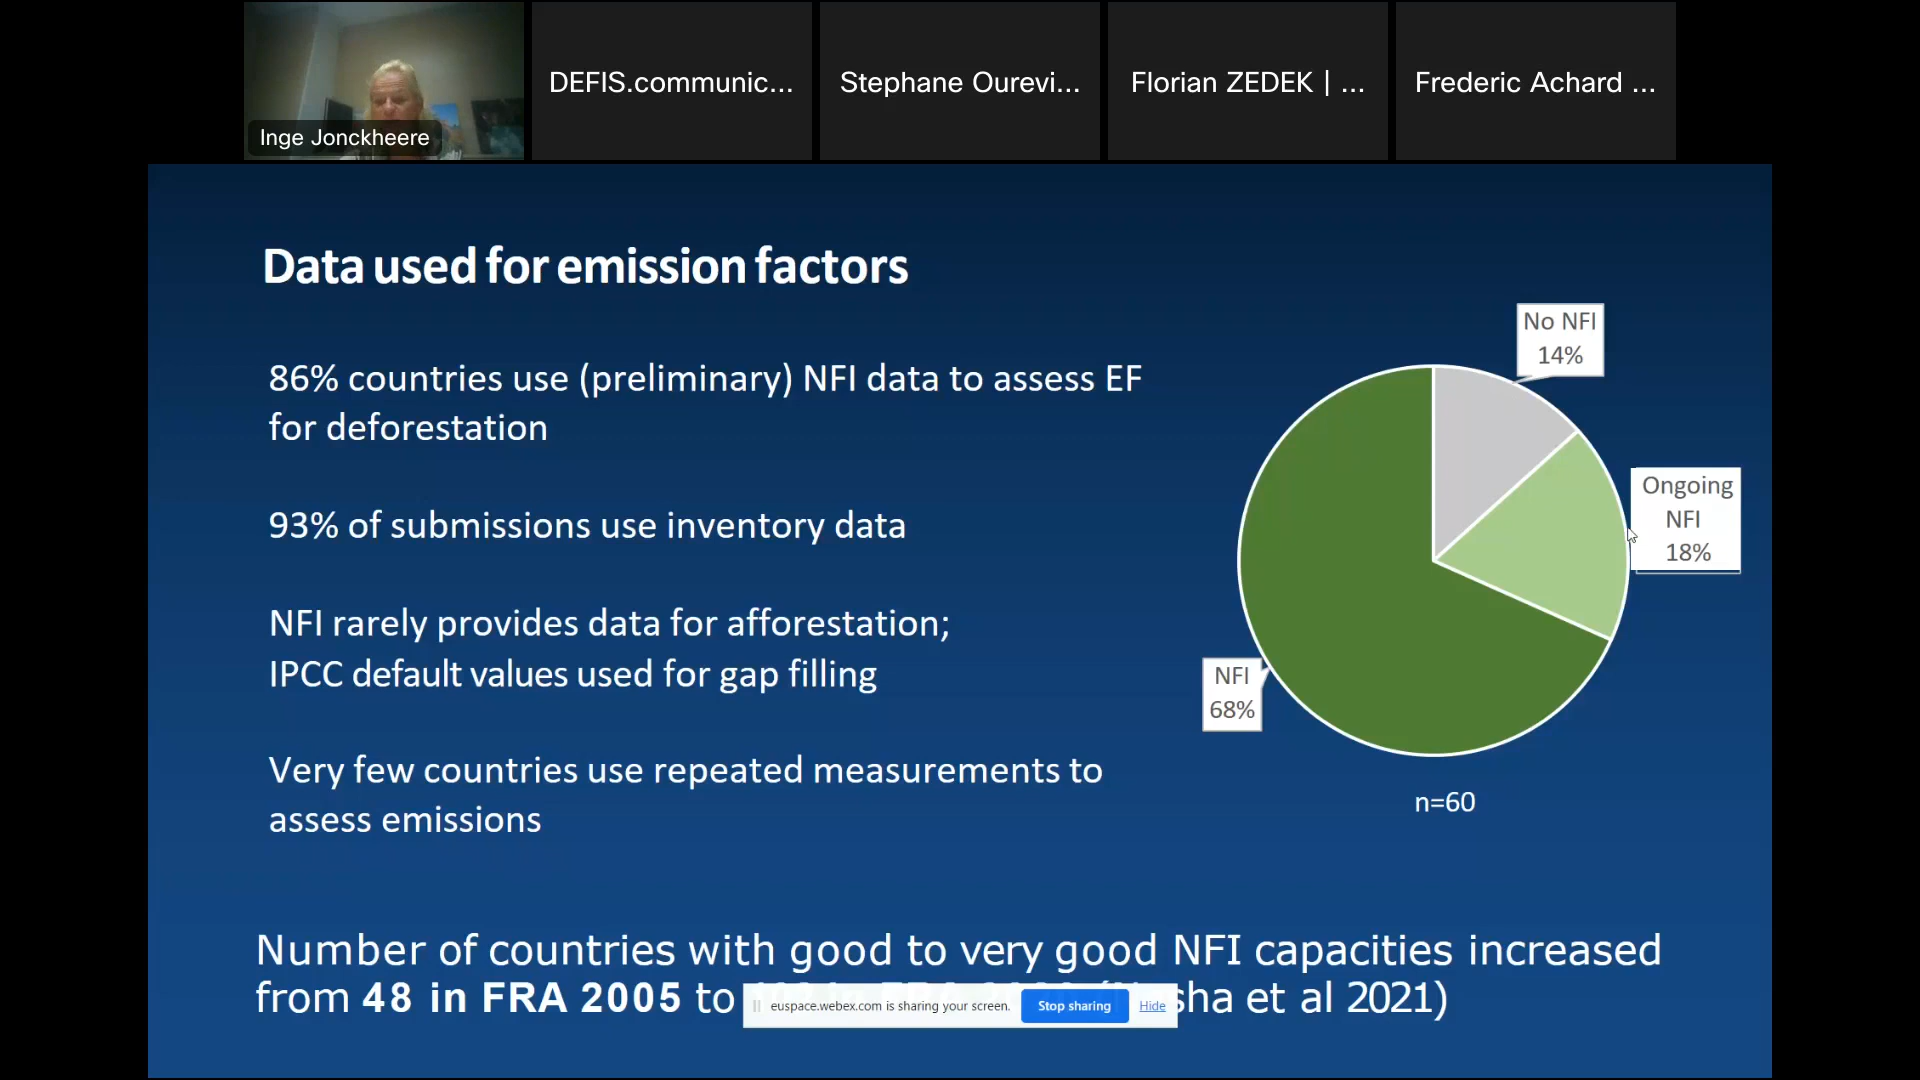 DEFIS.communic...
Stephane Ourevi...
Florian ZEDEK | ...
Frederic Achard ...
Inge Jonckheere
Data used for emission factors
86% countries use (preliminary) NFI data to assess EF
for deforestation
93% of submissions use inventory data
NFI rarely provides data for afforestation;
IPCC default values used for gap filling
Very few countries use repeated measurements to
assess emissions
No NFI
14%
Ongoing
NFI
18%
NFI
68%
n=60
Number of countries with good to very good NFI capacities increased
from 48 in FRA 2005 to sha et al 2021)
euspace.webex.com is sharing your screen.
Stop sharing
Hide